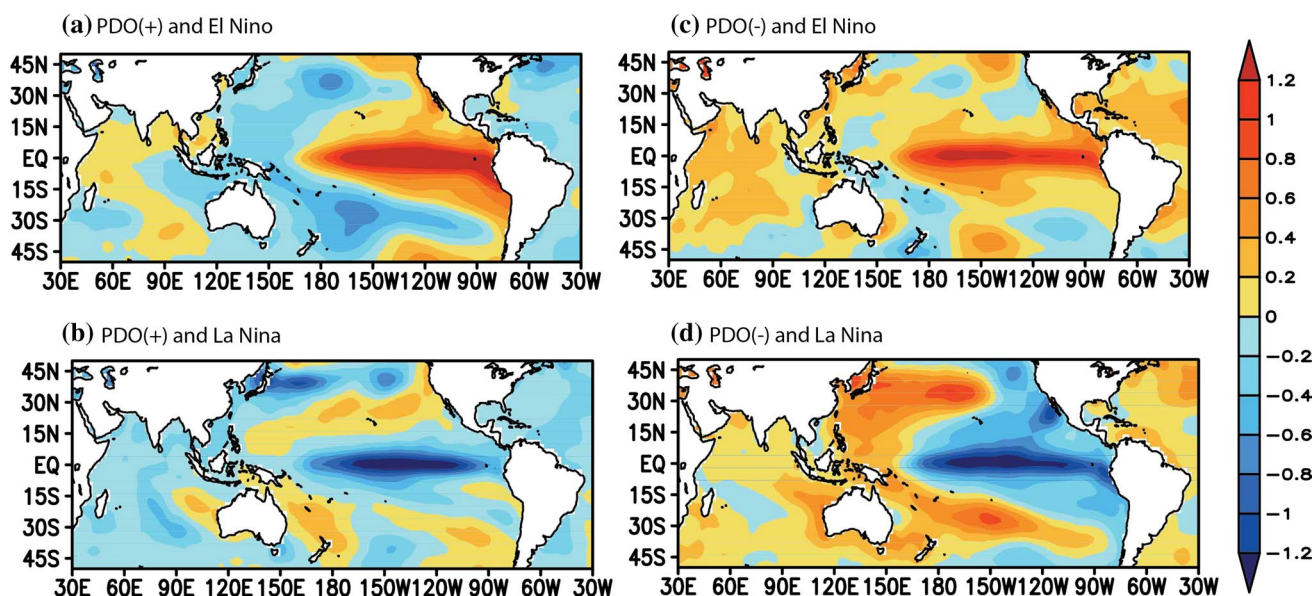 (a) PDO(+) and El Nino
45N
30N
15N
EQ
15S
30S
45S
30E 60E 90E 120E 150E 180 150W 120W 90W 60W 30W
(c) PDO(-) and El Nino
45N
30N
15N
EQ
15S
30S
45S
30E 60E 90E 120E 150E 180 150W 120W 90W 60W 30W
(b) PDO(+) and La Nina
45N
30N
15N
EQ
15S
30S
45S
30E 60E 90E 120E 150E 180 150W 120W 90W 60W 30W
(d) PDO(-) and La Nina
45N
30N
15N
EQ
15S
30S
45S
30E 60E 90E 120E 150E 180 150W 120W 90W 60W 30W
1.2
1
0.8
0.6
0.4
0.2
0
−0.2
−0.4
−0.6
−0.8
−1
−1.2